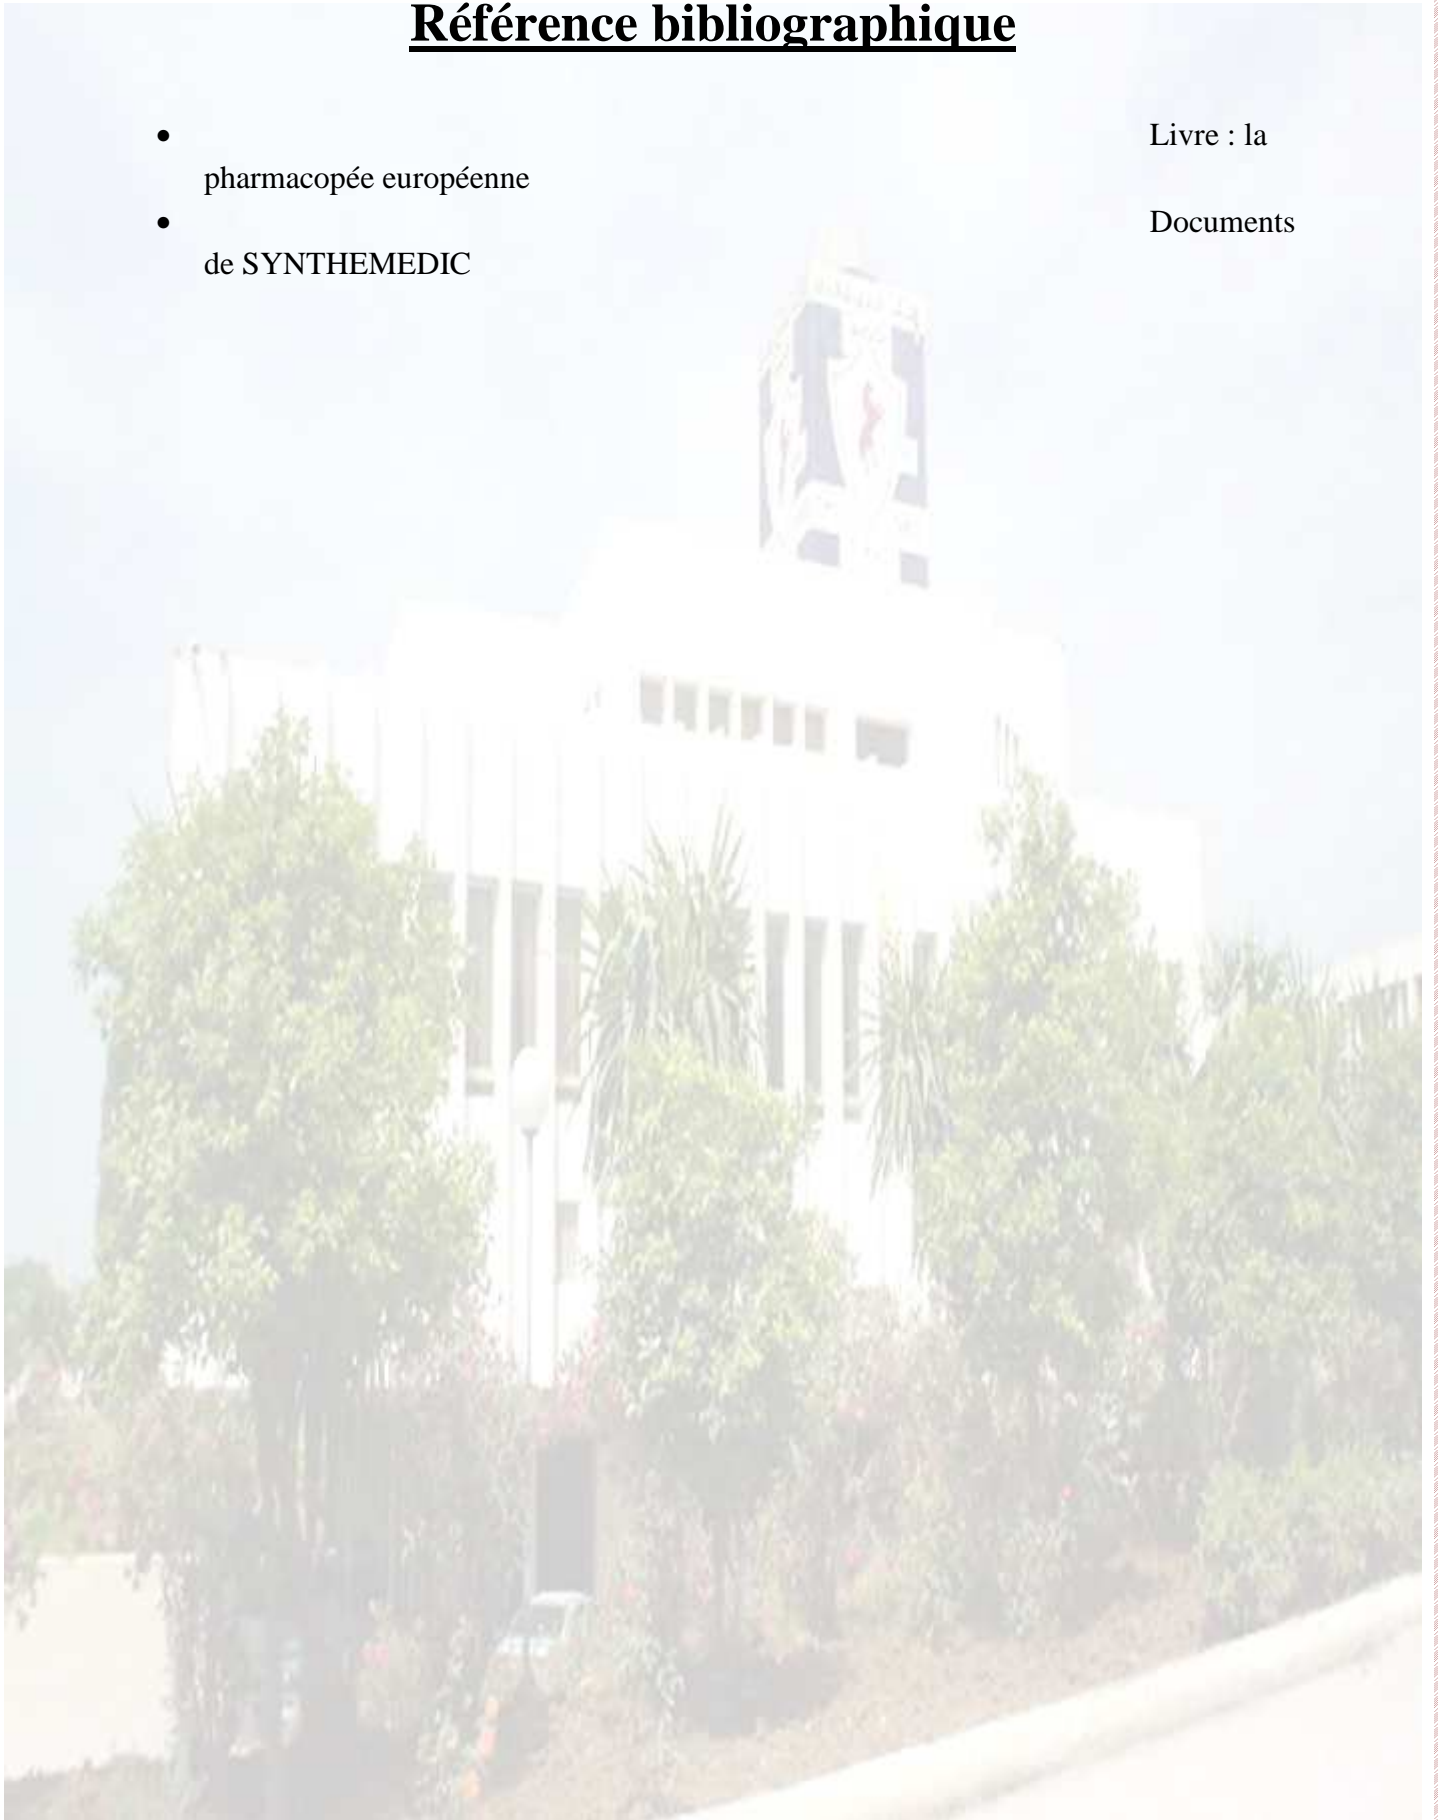 Référence bibliographique
• Livre : la
pharmacopée européenne
• Documents
de SYNTHEMEDIC